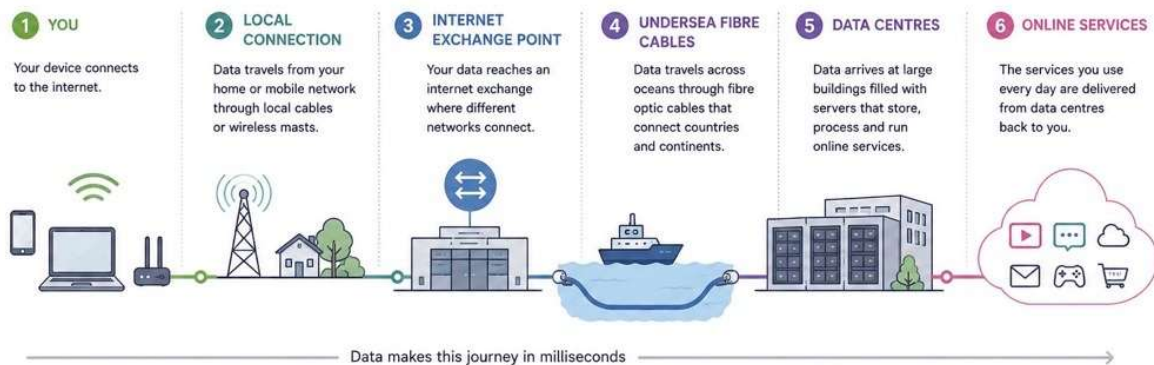 1 YOU
Your device connects
to the internet.
2 LOCAL
CONNECTION
Data travels from your
home or mobile network
through local cables
or wireless masts.
3 INTERNET
EXCHANGE POINT
Your data reaches an
internet exchange
where different
networks connect.
4 UNDERSEA FIBRE
CABLES
Data travels across
oceans through fibre
optic cables that
connect countries
and continents.
5 DATA CENTRES
Data arrives at large
buildings filled with
servers that store,
process and run
online services.
6 ONLINE SERVICES
The services you use
every day are delivered
from data centres
back to you.
Data makes this journey in milliseconds